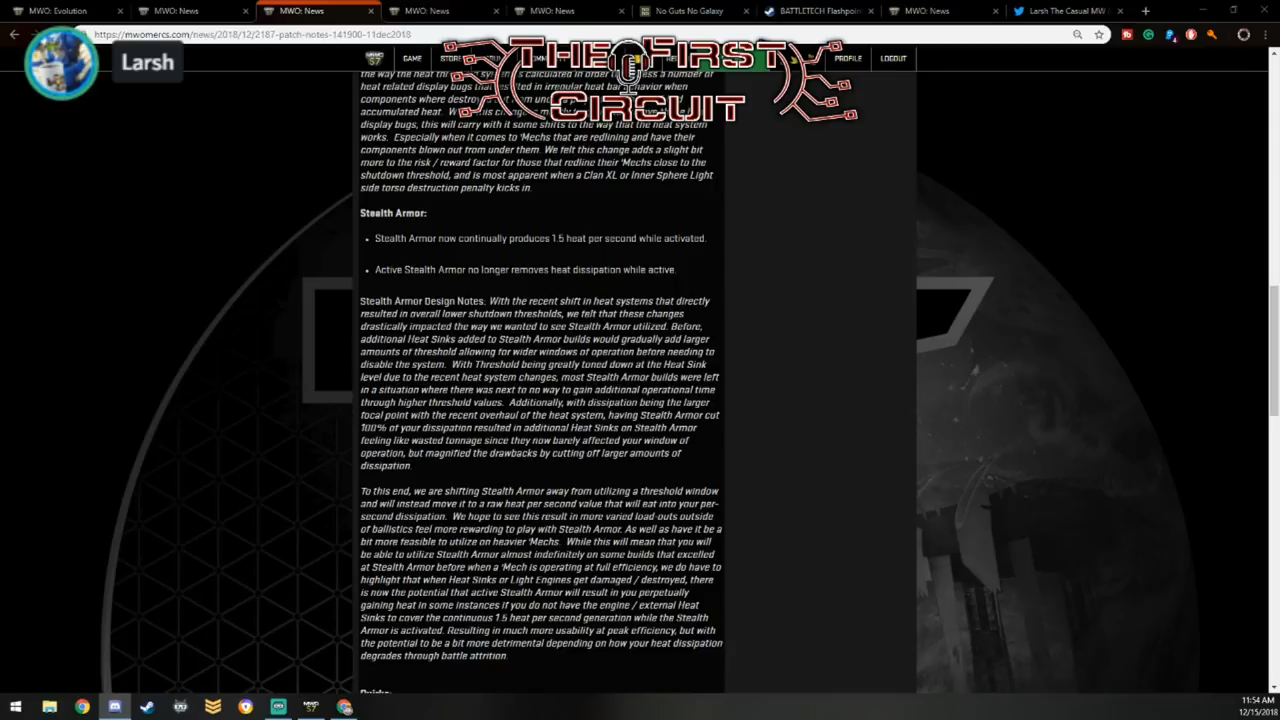 MWO: Evolution
MWO: News
MWO: News
MWO: News
MWO: News
No Guts No Galaxy
BATTLETECH Flashpoin
MWO: News
Larsh The Casual MW
https://mwomercs.com/news/2018/12/2187-patch-notes-141900-11dec2018
Larsh
GAME
STORE
PROFILE
LOGOUT
THE FIRST
CIRCUIT
heat related display bugs that
components where destroyed
accumulated heat.
display bugs, this will carry with it some shifts to the way that the heat system
works. Especially when it comes to 'Mechs that are redlining and have their
components blown out from under them. We felt this change adds a slight bit
more to the risk / reward factor for those that redline their 'Mechs close to the
shutdown threshold, and is most apparent when a Clan XL or Inner Sphere Light
side torso destruction penalty kicks in.
Stealth Armor:
• Stealth Armor now continually produces 1.5 heat per second while activated.
• Active Stealth Armor no longer removes heat dissipation while active.
Stealth Armor Design Notes: With the recent shift in heat systems that directly
resulted in overall lower shutdown thresholds, we felt that these changes
drastically impacted the way we wanted to see Stealth Armor utilized. Before,
additional Heat Sinks added to Stealth Armor builds would gradually add larger
amounts of threshold allowing for wider windows of operation before needing to
disable the system. With Threshold being greatly toned down at the Heat Sink
level due to the recent heat system changes, most Stealth Armor builds were left
in a situation where there was next to no way to gain additional operational time
through higher threshold values. Additionally, with dissipation being the larger
focal point with the recent overhaul of the heat system, having Stealth Armor cut
100% of your dissipation resulted in additional Heat Sinks on Stealth Armor
feeling like wasted tonnage since they now barely affected your window of
operation, but magnified the drawbacks by cutting off larger amounts of
dissipation.
To this end, we are shifting Stealth Armor away from utilizing a threshold window
and will instead move it to a raw heat per second value that will eat into your per-
second dissipation. We hope to see this result in more varied load-outs outside
of ballistics feel more rewarding to play with Stealth Armor. As well as have it be a
bit more feasible to utilize on heavier 'Mechs. While this will mean that you will
be able to utilize Stealth Armor almost indefinitely on some builds that excelled
at Stealth Armor before when a 'Mech is operating at full efficiency, we do have to
highlight that when Heat Sinks or Light Engines get damaged / destroyed, there
is now the potential that active Stealth Armor will result in you perpetually
gaining heat in some instances if you do not have the engine / external Heat
Sinks to cover the continuous 1.5 heat per second generation while the Stealth
Armor is activated. Resulting in much more usability at peak efficiency, but with
the potential to be a bit more detrimental depending on how your heat dissipation
degrades through battle attrition.
Quirks:
11:54 AM
12/15/2018